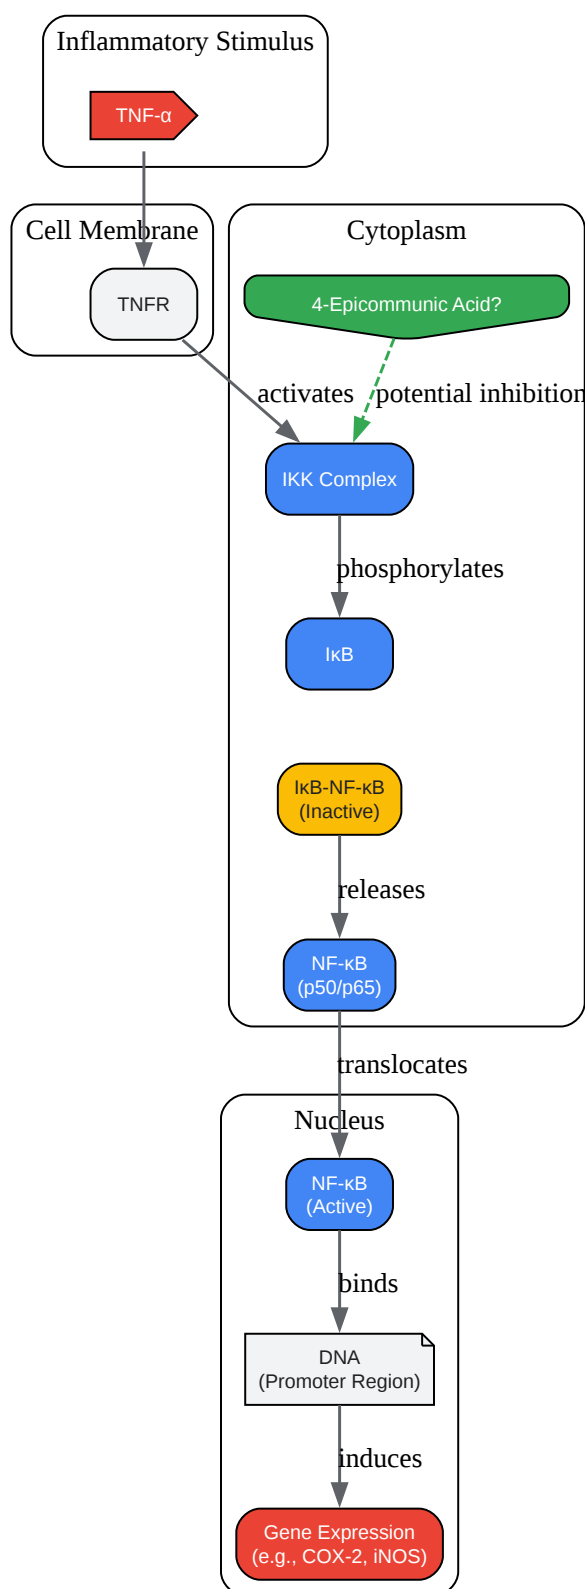 Inflammatory Stimulus
TNF-α
Cell Membrane
Cytoplasm
TNFR
4-Epicommunic Acid?
activates
potential inhibition
IKK Complex
phosphorylates
IκB
IκB-NF-κB
(Inactive)
releases
NF-κB
(p50/p65)
translocates
Nucleus
NF-κB
(Active)
binds
DNA
(Promoter Region)
induces
Gene Expression
(e.g., COX-2, iNOS)